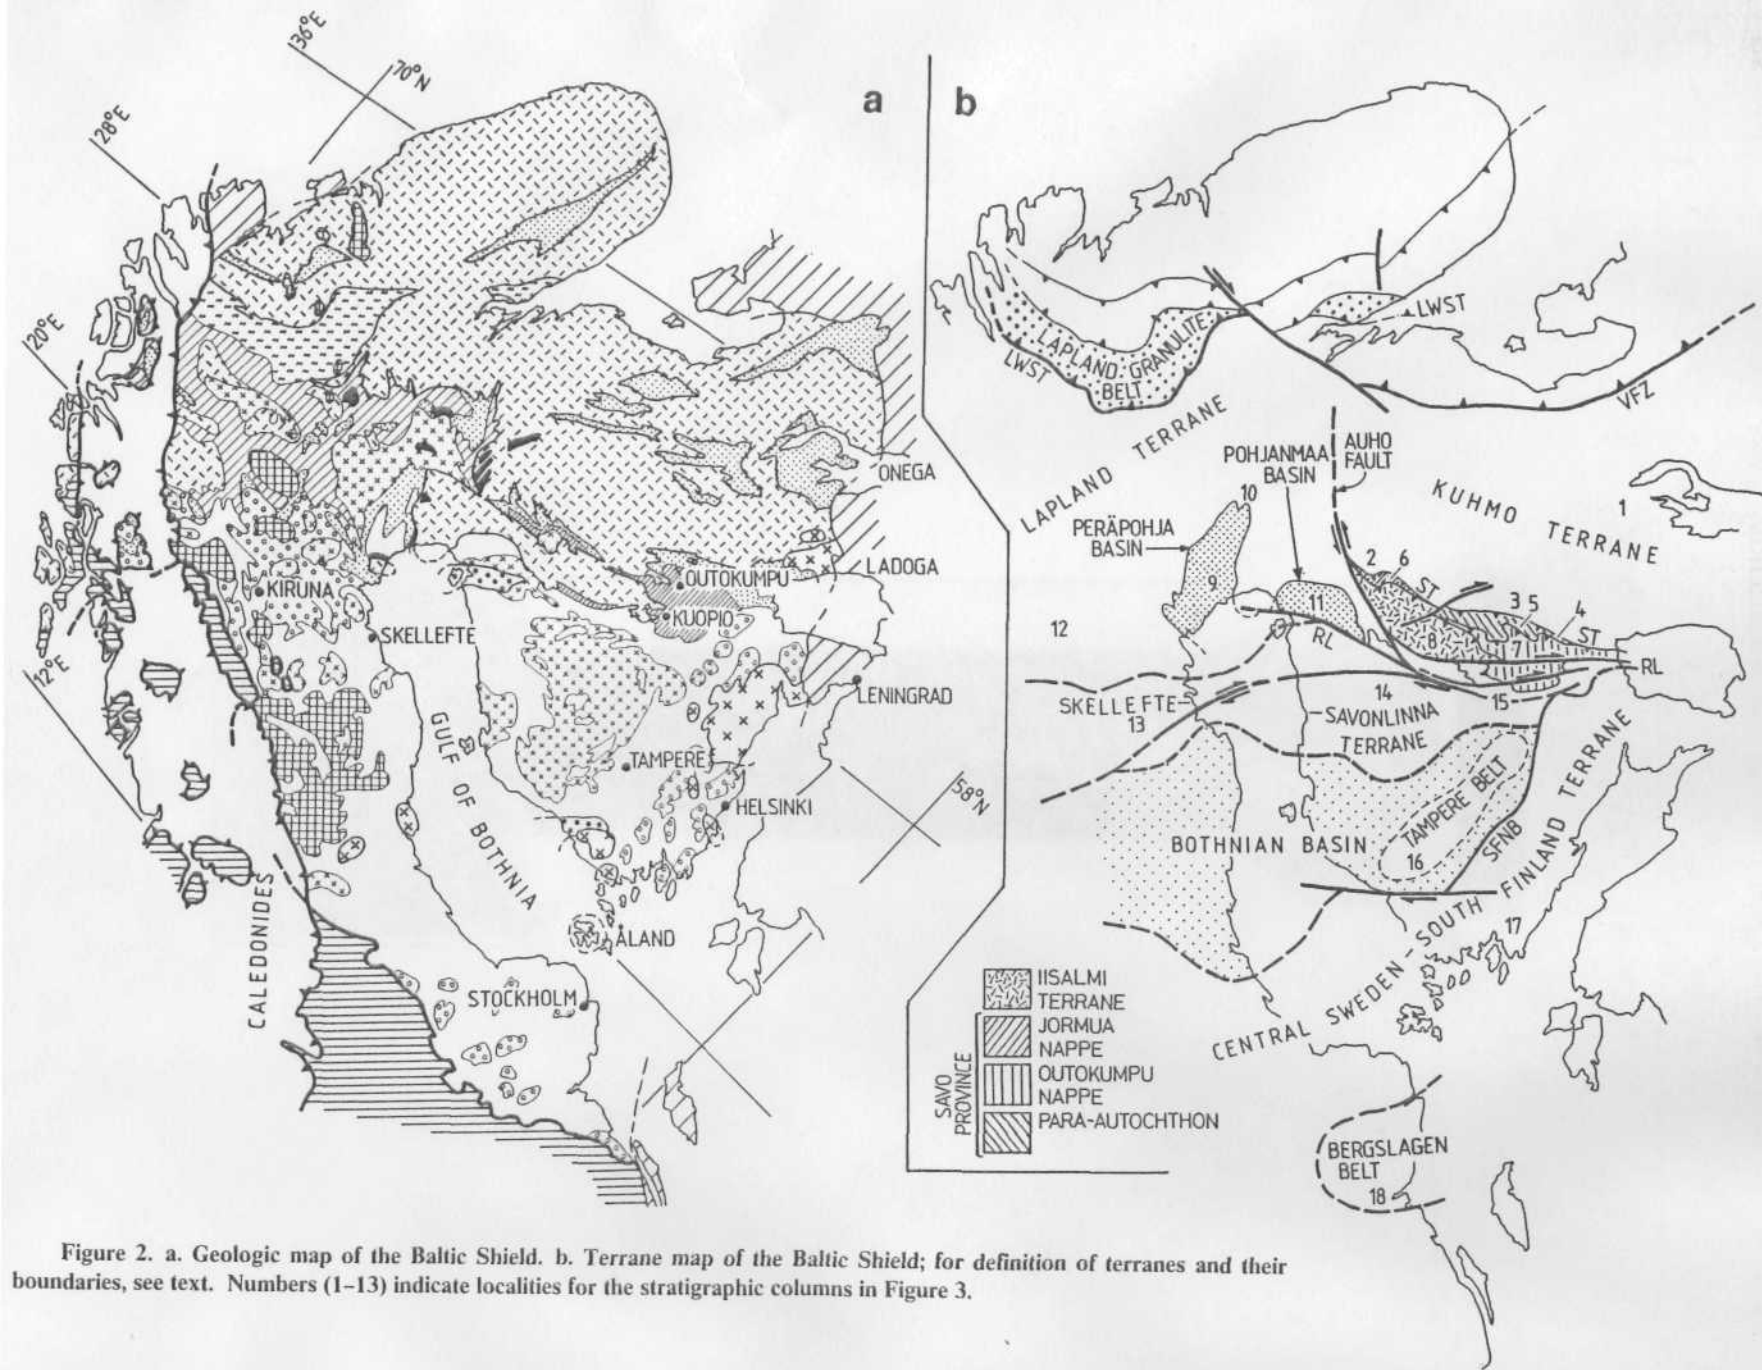 36°E
70°N
28°E
20°E
12°E
a
ONEGA
LADOGA
OUTOKUMPU
KUOPIO
KIRUNA
SKELLEFTE
LENINGRAD
GULF OF BOTHNIA
TAMPERE
HELSINKI
58°N
ÅLAND
STOCKHOLM
CALEDONIDES
b
LWST
LAPLAND GRANULITE
BELT
LWST
VFZ
LAPLAND TERRANE
AUHO
FAULT
POHJANMAA
BASIN
KUHMO TERRANE
1
10
PERÄPOHJA
BASIN
9
2
6
ST
3
5
4
ST
11
8
7
12
RL
RL
SKELLEFTE
13
14
15
SAVONLINNA
TERRANE
BOTHNIAN BASIN
TAMPERE BELT
16
SFNB
17
CENTRAL SWEDEN-SOUTH FINLAND TERRANE
IISALMI
TERRANE
SAVO
PROVINCE
JORMUA
NAPPE
OUTOKUMPU
NAPPE
PARA-AUTOCHTHON
BERGSLAGEN
BELT
18
Figure 2. a. Geologic map of the Baltic Shield. b. Terrane map of the Baltic Shield; for definition of terranes and their
boundaries, see text. Numbers (1–13) indicate localities for the stratigraphic columns in Figure 3.